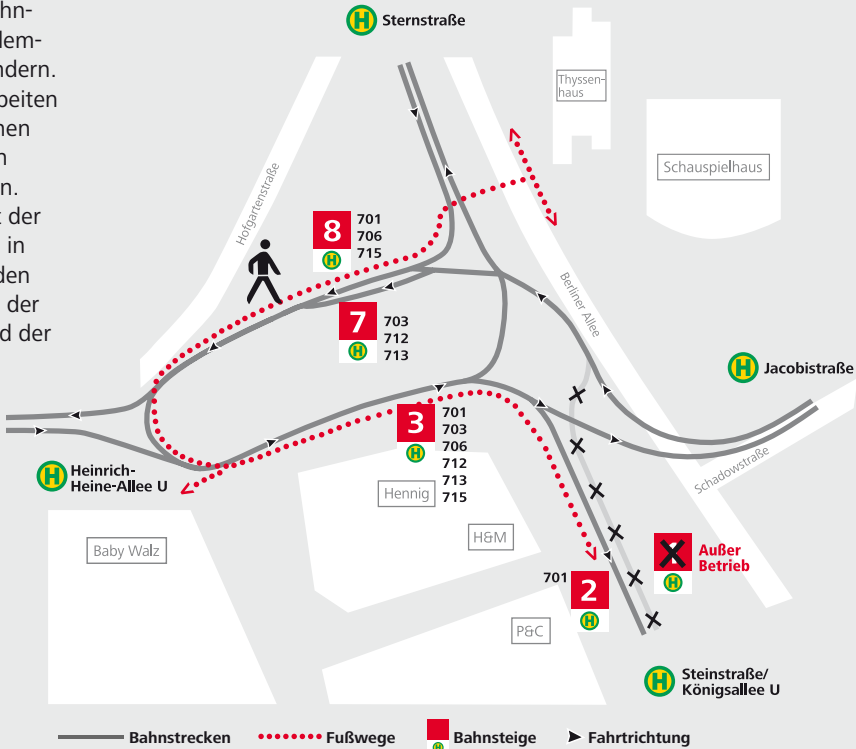 hn-
dem-
ndern.
beiten
nen
n
n.
t der
in
den
der
d der
H Sternstraße
Thyssen-
haus
Schauspielhaus
Hofgartenstraße
8
H
701
706
715
7
H
703
712
713
Berliner Allee
H Jacobistraße
3
H
701
703
706
712
713
715
Schadowstraße
H Heinrich-
Heine-Allee U
Hennig
Baby Walz
H&M
Außer
Betrieb
H
701
2
H
P&C
H Steinstraße/
Königsallee U
Bahnstrecken
Fußwege
H
Bahnsteige
Fahrtrichtung